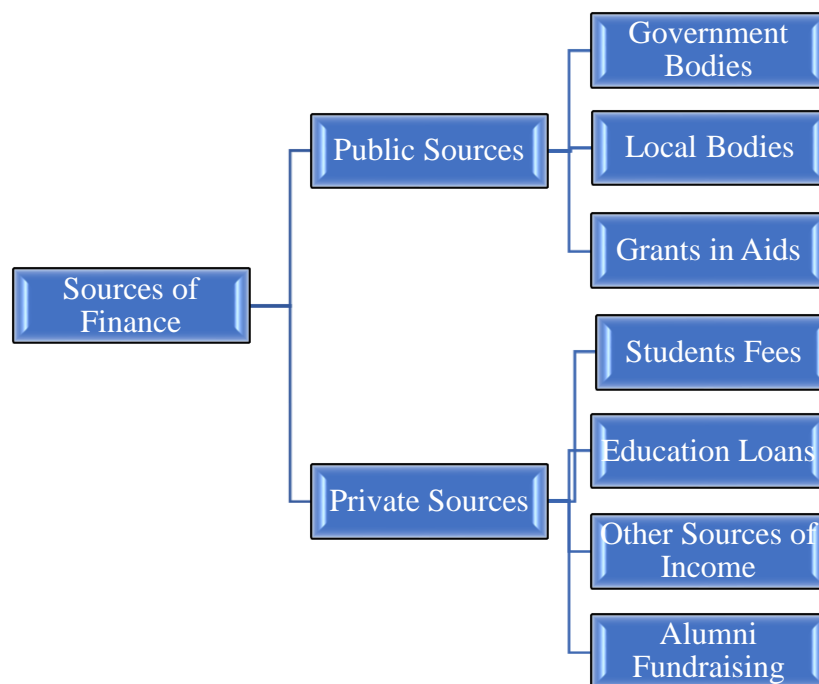 Government
Bodies
Public Sources
Local Bodies
Grants in Aids
Sources of
Finance
Students Fees
Education Loans
Private Sources
Other Sources of
Income
Alumni
Fundraising